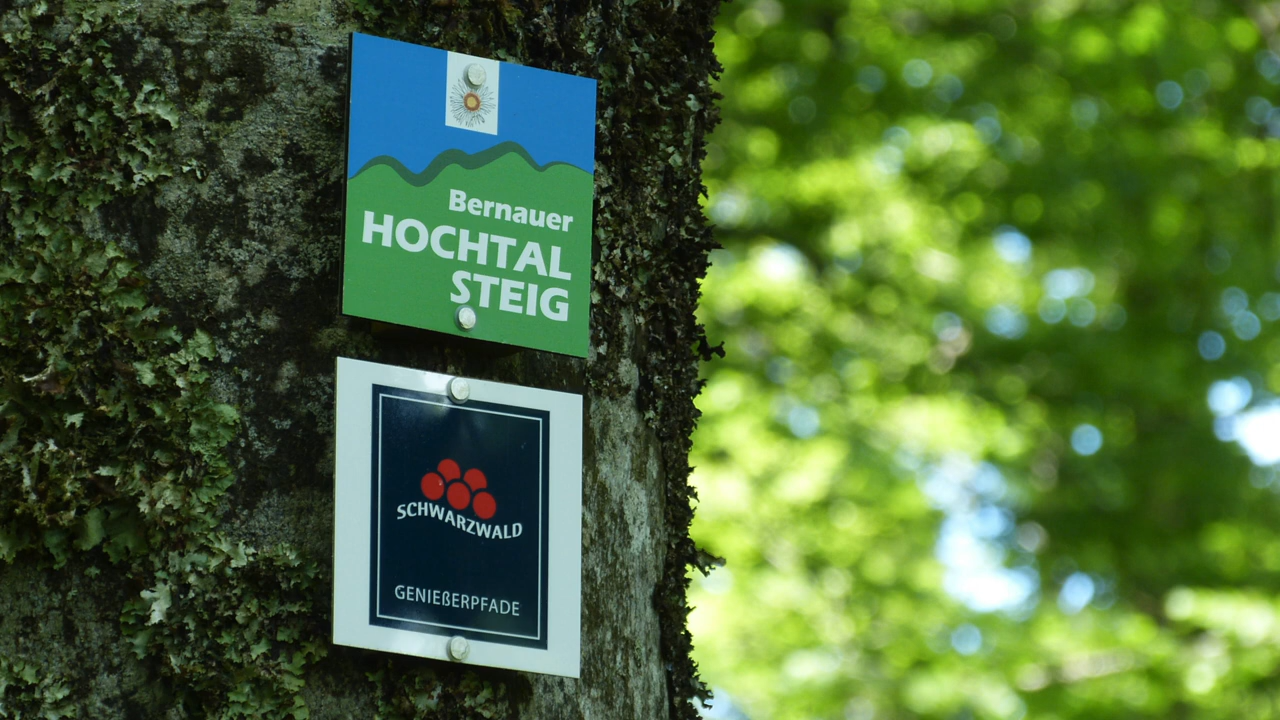 Bernauer
HOCHTAL
STEIG
SCHWARZWALD
GENIEßERPFADE